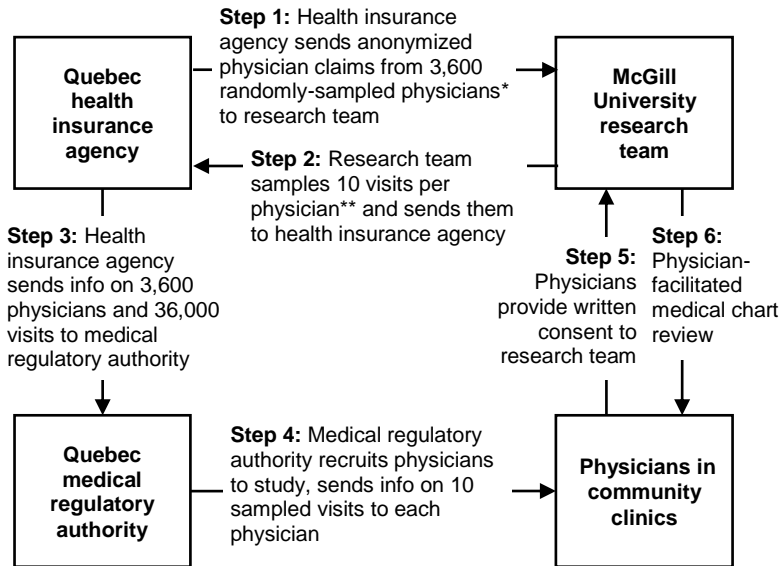 Quebec
health
insurance
agency
Step 1: Health insurance
agency sends anonymized
physician claims from 3,600
randomly-sampled physicians*
to research team
McGill
University
research
team
Step 2: Research team
samples 10 visits per
physician** and sends them
to health insurance agency
Step 3: Health
insurance agency
sends info on 3,600
physicians and 36,000
visits to medical
regulatory authority
Quebec
medical
regulatory
authority
Step 4: Medical regulatory
authority recruits physicians
to study, sends info on 10
sampled visits to each
physician
Physicians in
community
clinics
Step 5:
Physicians
provide written
consent to
research team
Step 6:
Physician-
facilitated
medical chart
review